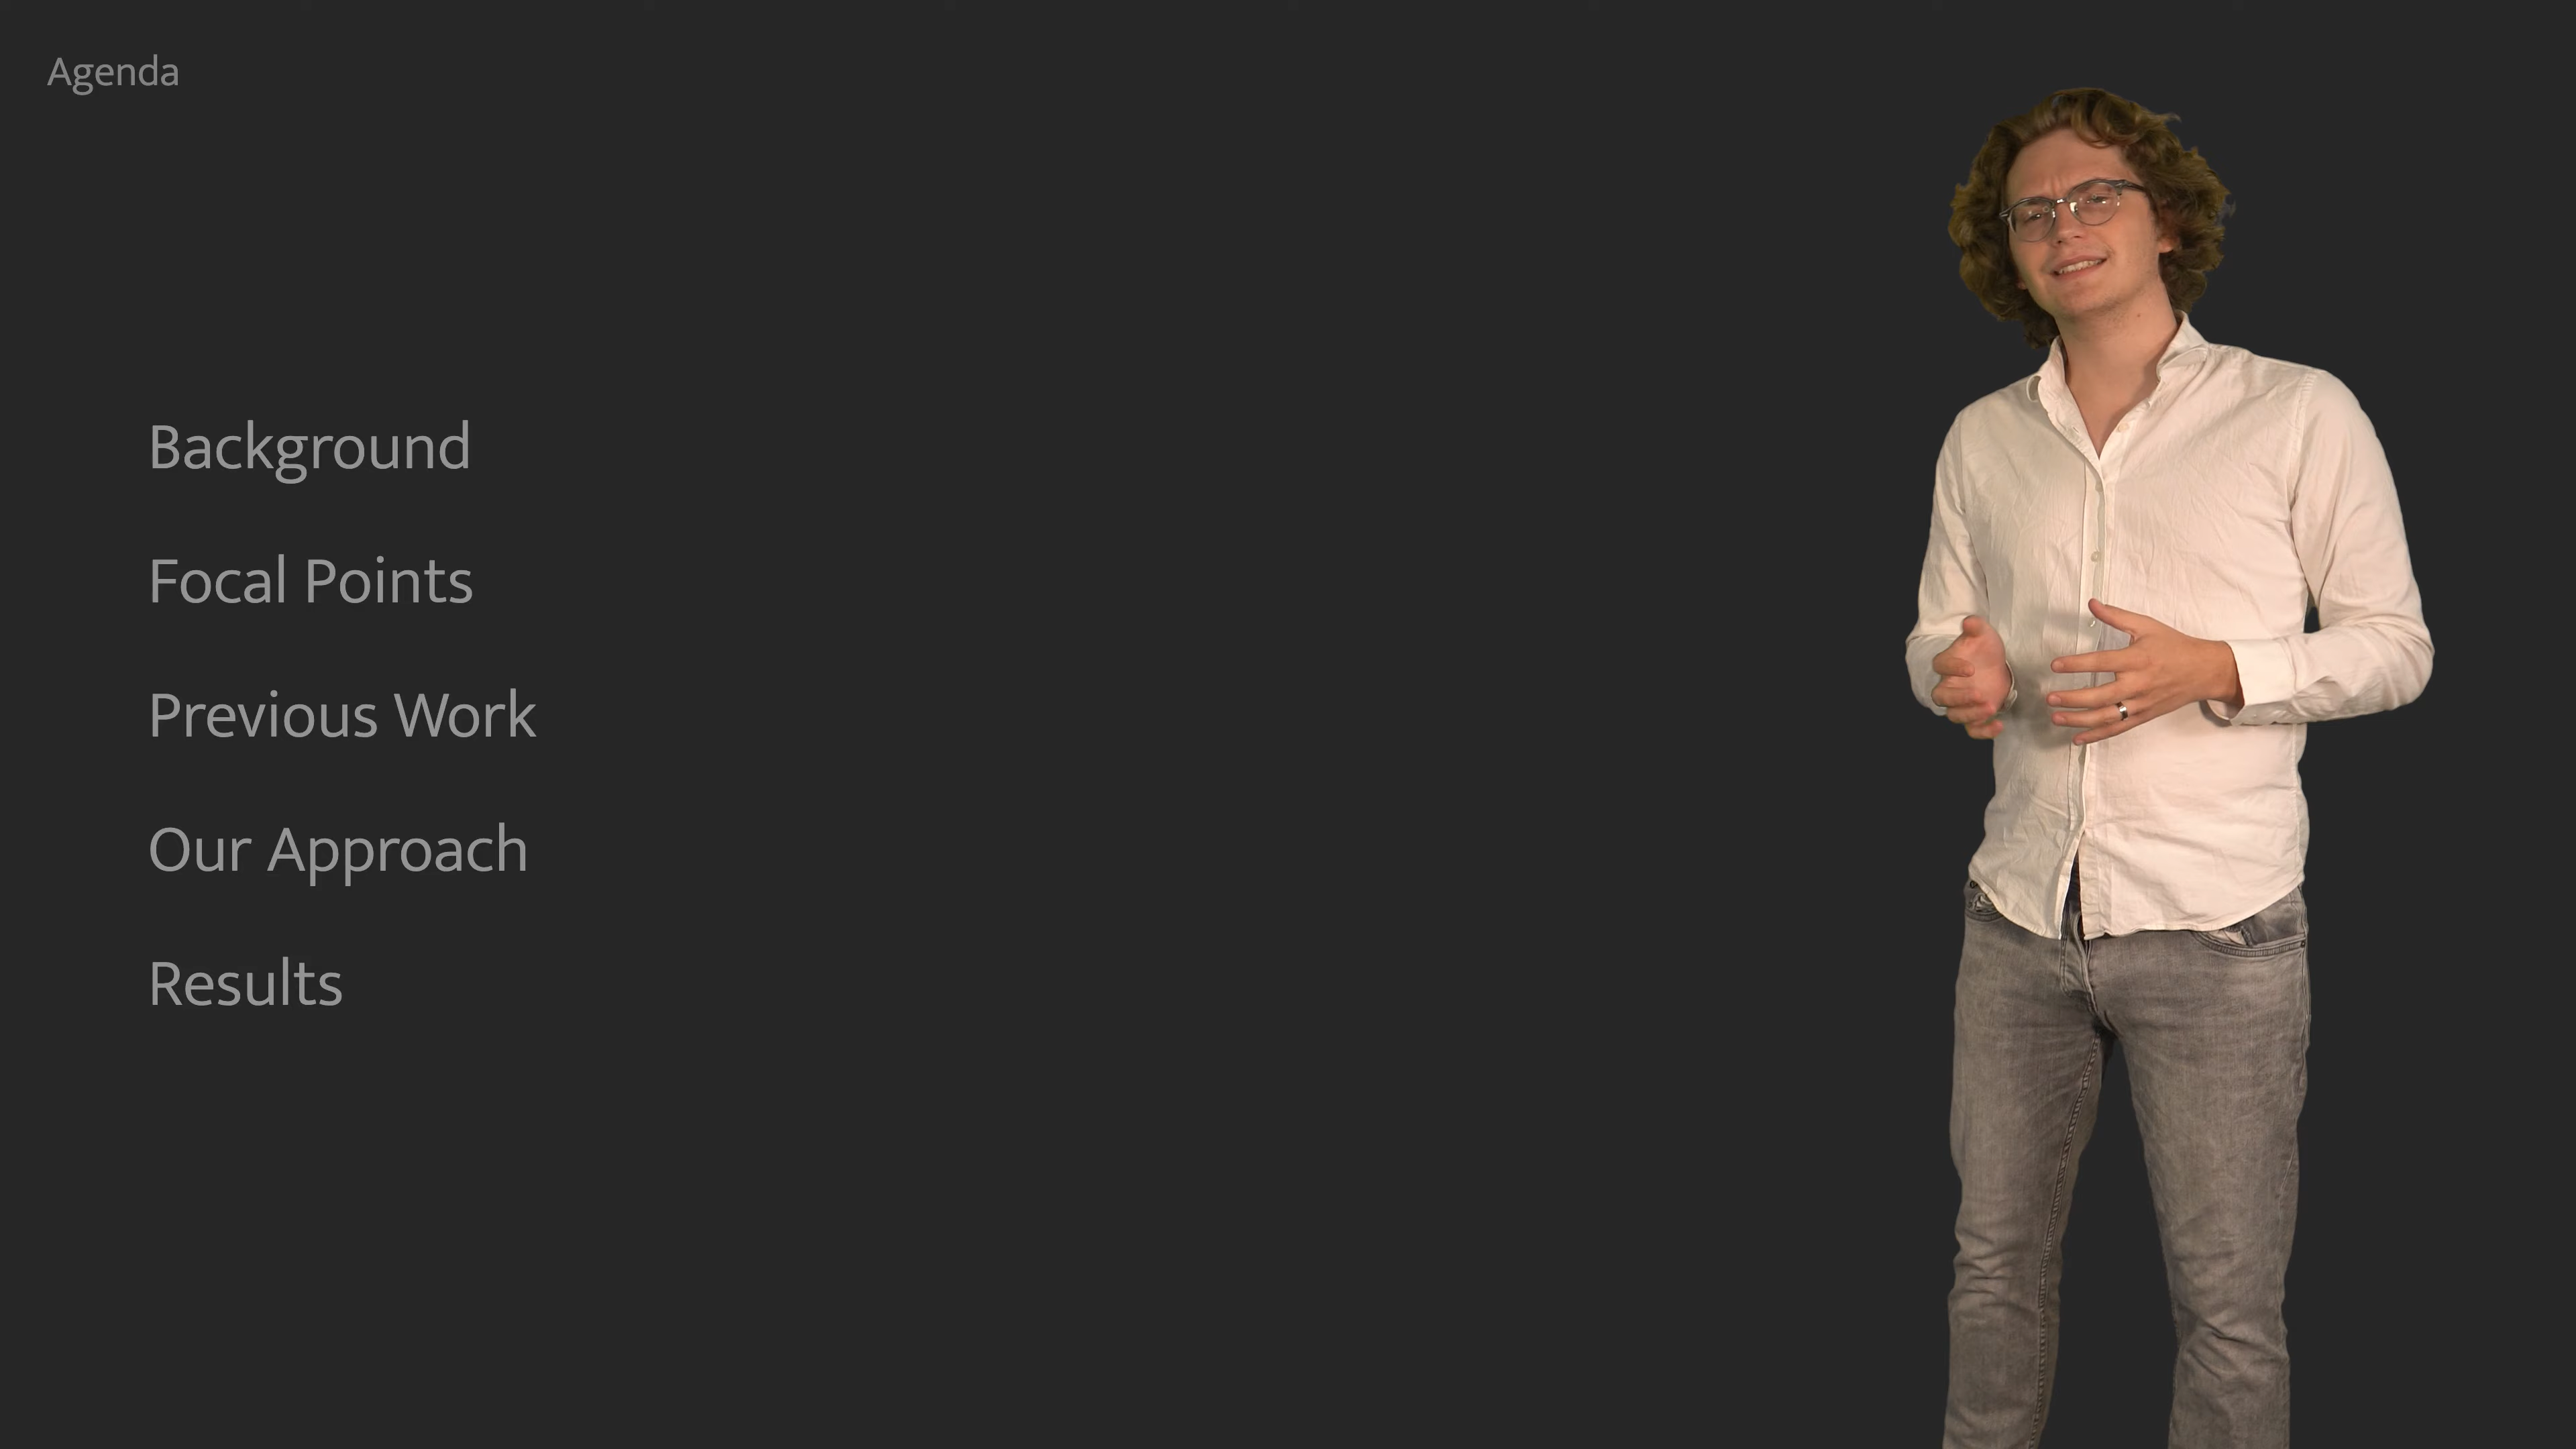 Agenda
Background
Focal Points
Previous Work
Our Approach
Results